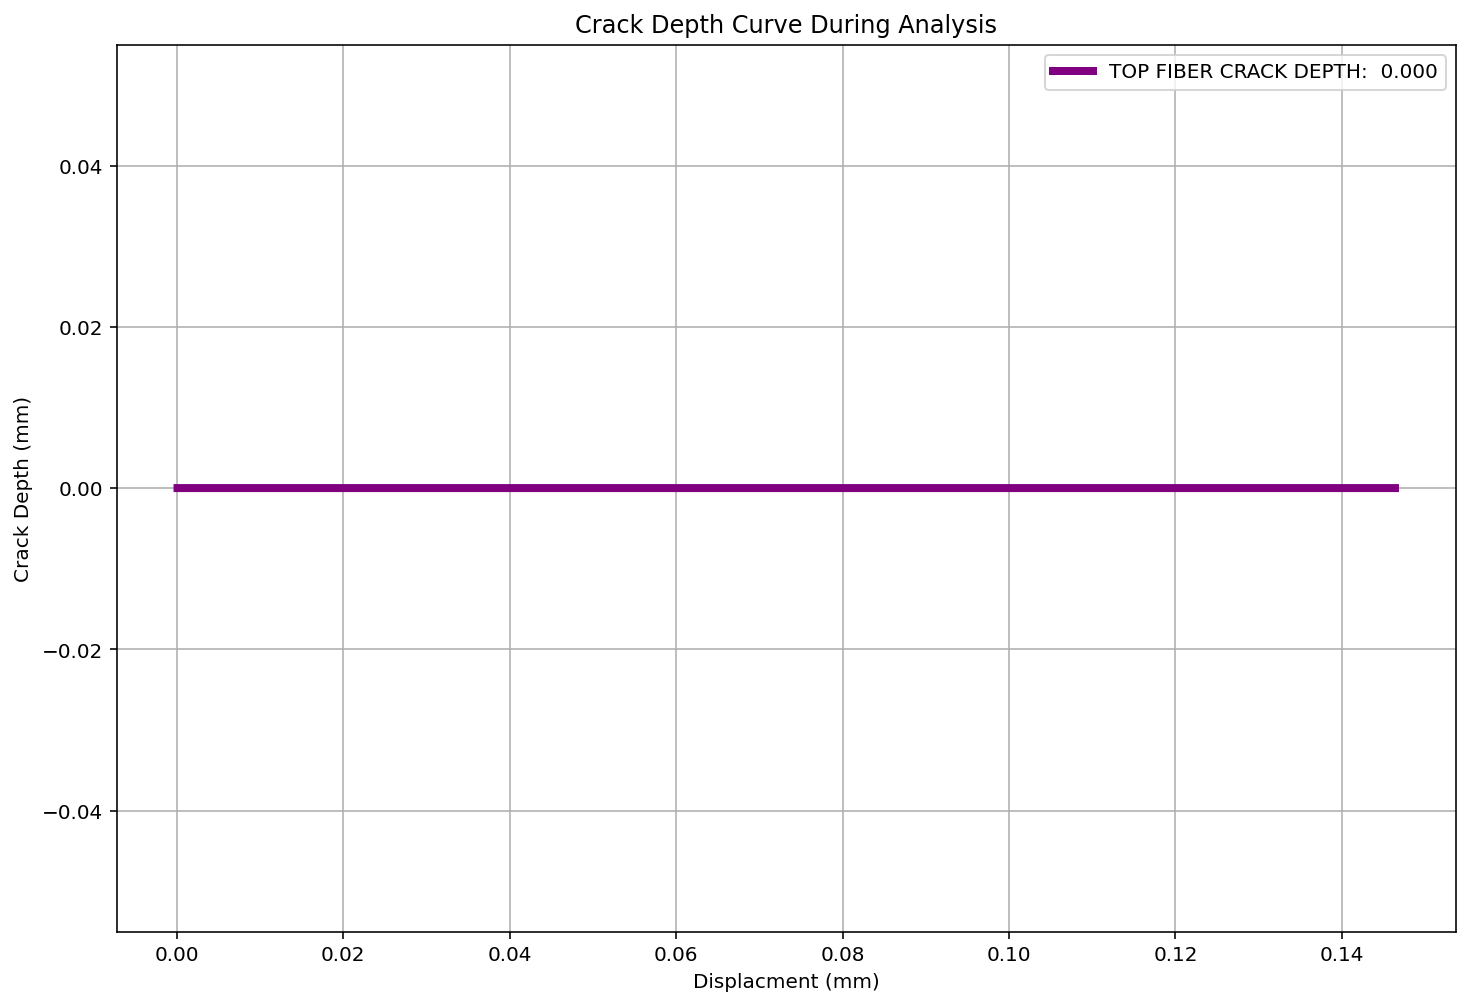 Crack Depth Curve During Analysis
TOP FIBER CRACK DEPTH:  0.000
Crack Depth (mm)
0.04
0.02
0.00
−0.02
−0.04
0.00 0.02 0.04 0.06 0.08 0.10 0.12 0.14
Displacment (mm)